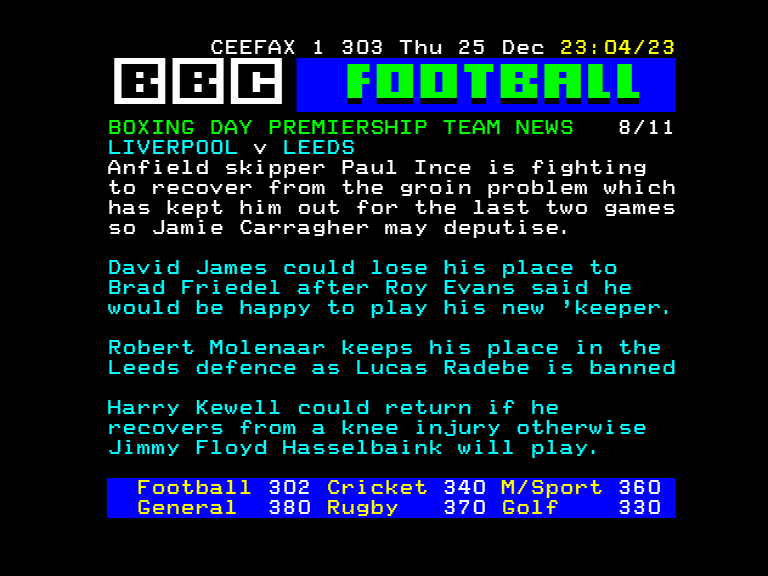 CEEFAX 1 303 Thu 25 Dec 23:04/23
BBC FOOTBALL
BOXING DAY PREMIERSHIP TEAM NEWS 8/11
LIVERPOOL v LEEDS
Anfield skipper Paul Ince is fighting
to recover from the groin problem which
has kept him out for the last two games
so Jamie Carragher may deputise.
David James could lose his place to
Brad Friedel after Roy Evans said he
would be happy to play his new 'keeper.
Robert Molenaar keeps his place in the
Leeds defence as Lucas Radebe is banned
Harry Kewell could return if he
recovers from a knee injury otherwise
Jimmy Floyd Hasselbaink will play.
Football 302 Cricket 340 M/Sport 360
General 380 Rugby 370 Golf 330